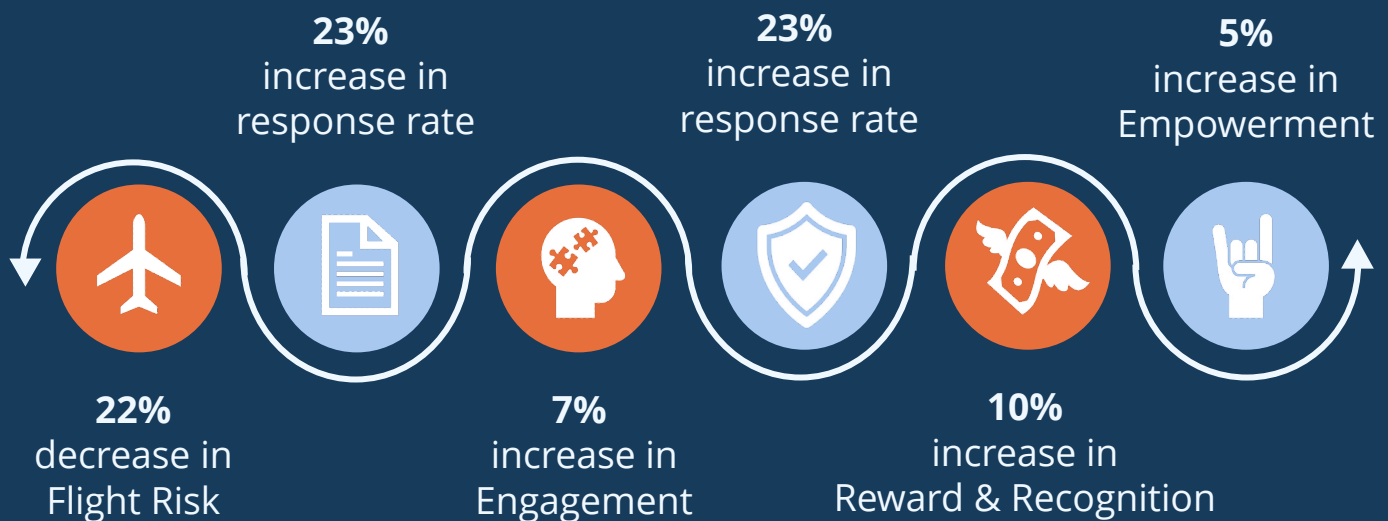 23%
increase in
response rate
23%
increase in
response rate
5%
increase in
Empowerment
22%
decrease in
Flight Risk
7%
increase in
Engagement
10%
increase in
Reward & Recognition